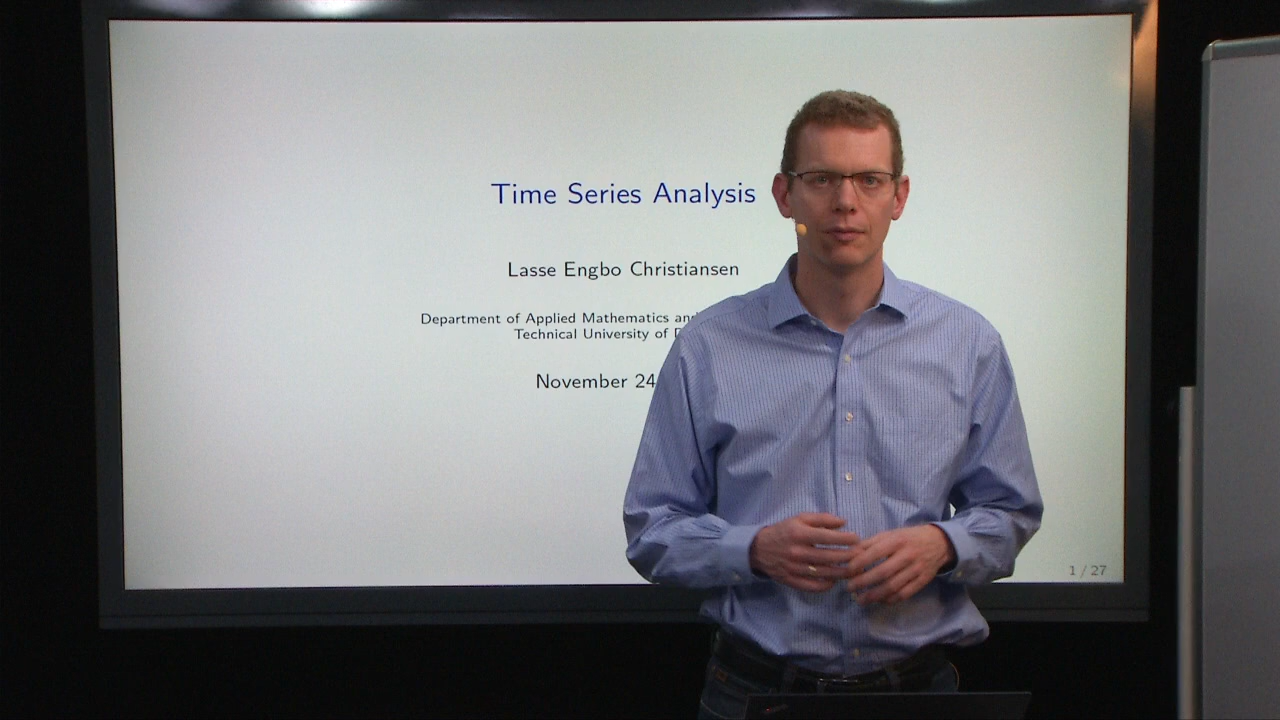 Time Series Analysis
Lasse Engbo Christiansen
Department of Applied Mathematics and
Technical University of
November 24
1 / 27